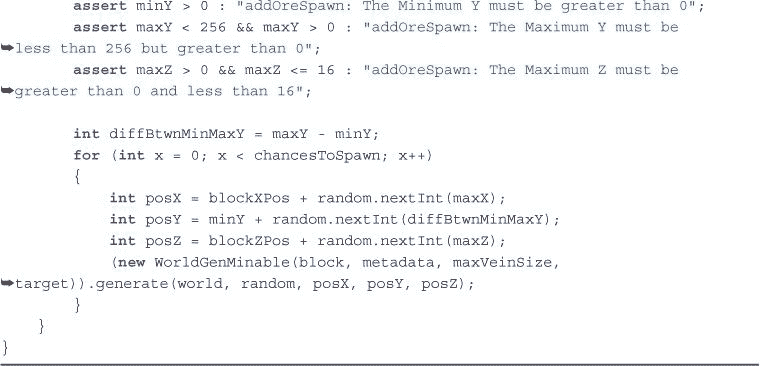 assert minY > 0 : "addOreSpawn: The Minimum Y must be greater than 0";
assert maxY < 256 && maxY > 0 : "addOreSpawn: The Maximum Y must be
➥less than 256 but greater than 0";
assert maxZ > 0 && maxZ <= 16 : "addOreSpawn: The Maximum Z must be
➥greater than 0 and less than 16";
int diffBtwnMinMaxY = maxY - minY;
for (int x = 0; x < chancesToSpawn; x++)
{
int posX = blockXPos + random.nextInt(maxX);
int posY = minY + random.nextInt(diffBtwnMinMaxY);
int posZ = blockZPos + random.nextInt(maxZ);
(new WorldGenMinable(block, metadata, maxVeinSize,
➥target)).generate(world, random, posX, posY, posZ);
}
}
}